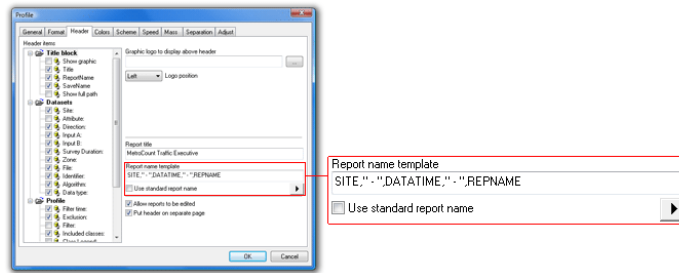 Profile
General Format Header Colors Scheme Speed Mass Separation Adjust
Header items:
Title block
Show graphic
Title
ReportName
SaveName
Show full path
Datasets
Site:
Attribute:
Direction:
Input A:
Input B:
Survey Duration:
Zone:
File:
Identifier:
Algorithm:
Data type:
Profile
Filter time:
Exclusion:
Filter:
Included classes:
Graphic logo to display above header
...
Left Logo position
Report title
MetroCount Traffic Executive
Report name template
SITE," - ",DATATIME," - ",REPNAME
Use standard report name
Allow reports to be edited
Put header on separate page
OK Cancel
Report name template
SITE," - ",DATATIME," - ",REPNAME
Use standard report name